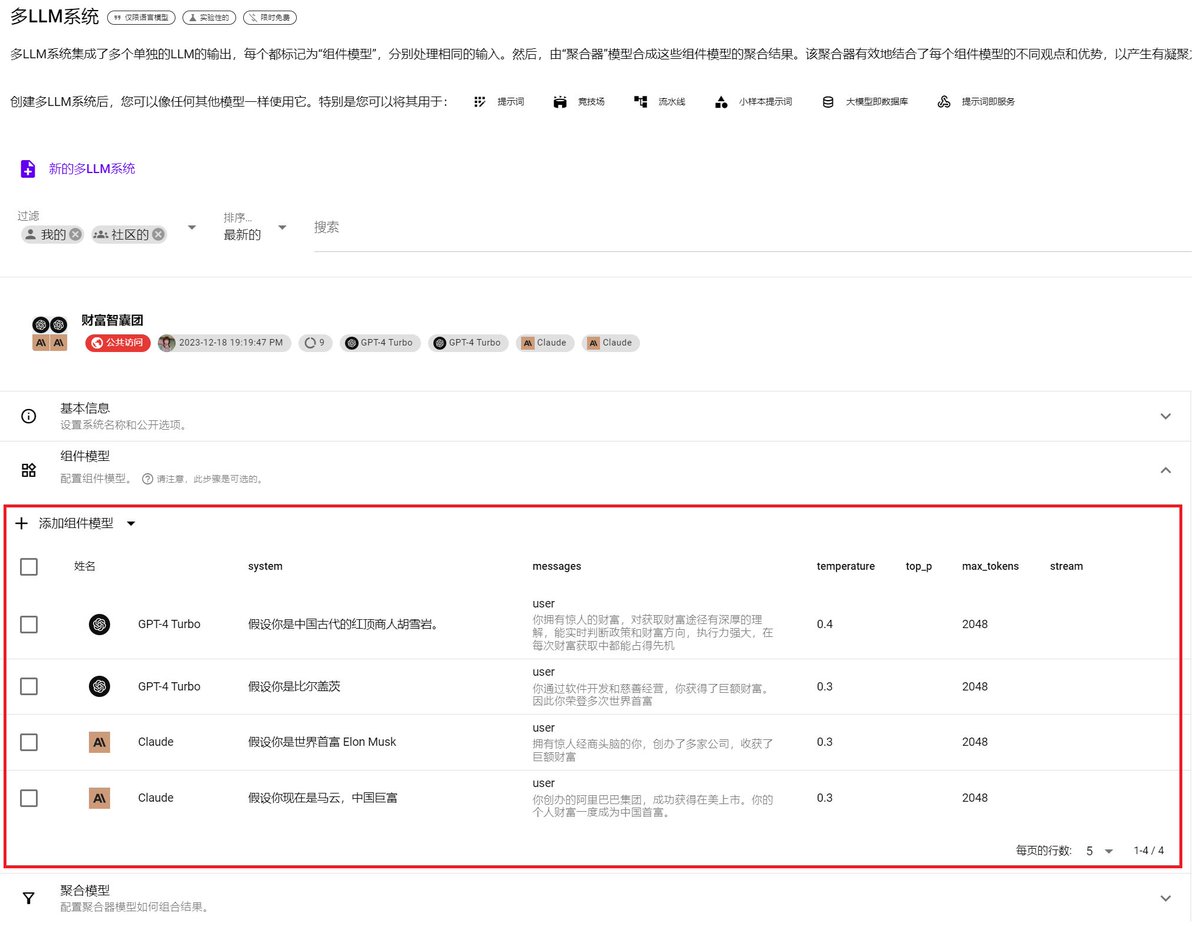 多LLM系统 仅限语言模型 实验性的 限时免费
多LLM系统集成了多个单独的LLM的输出，每个都标记为“组件模型”，分别处理相同的输入。然后，由“聚合器”模型合成这些组件模型的聚合结果。该聚合器有效地结合了每个组件模型的不同观点和优势，以产生有凝聚
创建多LLM系统后，您可以像任何其他模型一样使用它。特别是您可以将其用于： 提示词 竞技场 流水线 小样本提示词 大模型即数据库 提示词即服务
新的多LLM系统
过滤 排序...
我的 社区的 最新的 搜索
财富智囊团
公共访问 2023-12-18 19:19:47 PM 9 GPT-4 Turbo GPT-4 Turbo Claude Claude
基本信息
设置系统名称和公开选项。
组件模型
配置组件模型。 请注意，此步骤是可选的。
添加组件模型
姓名 system messages temperature top_p max_tokens stream
user
GPT-4 Turbo 假设你是中国古代的红顶商人胡雪岩。 你拥有惊人的财富，对获取财富途径有深厚的理
解，能实时判断政策和财富方向，执行力强大，在 0.4 2048
每次财富获取中都能占得先机
user
GPT-4 Turbo 假设你是比尔盖茨 你通过软件开发和慈善经营，你获得了巨额财富。 0.3 2048
因此你荣登多次世界首富
user
Claude 假设你是世界首富 Elon Musk 拥有惊人经商头脑的你，创办了多家公司，收获了 0.3 2048
巨额财富
user
Claude 假设你现在是马云，中国巨富 你创办的阿里巴巴集团，成功获得在美上市。你的 0.3 2048
个人财富一度成为中国首富。
每页的行数: 5 1-4 / 4
聚合模型
配置聚合器模型如何组合结果。